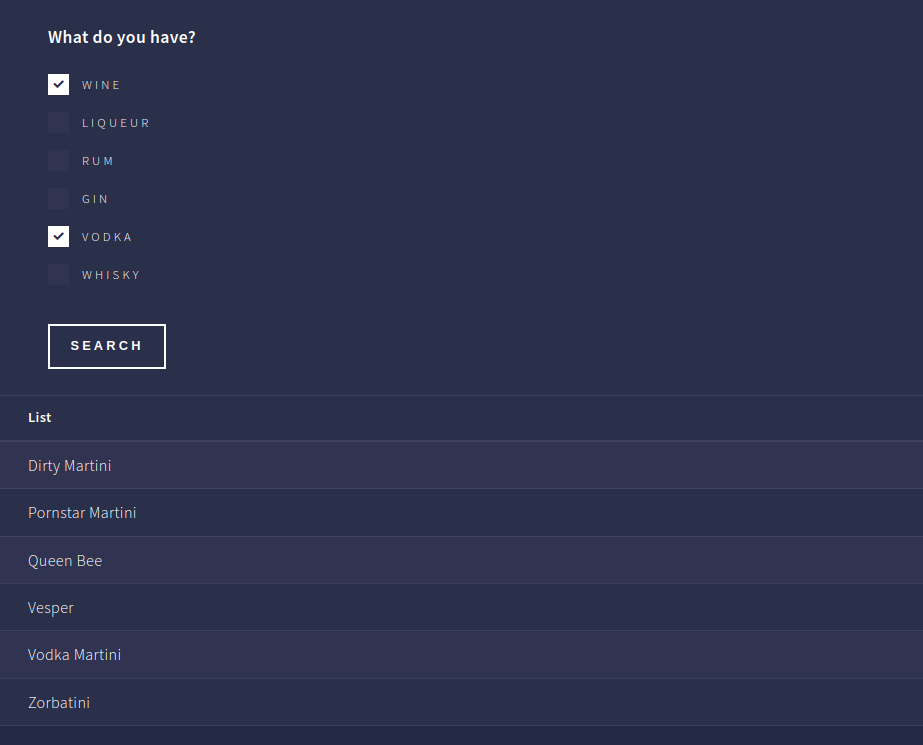 What do you have?
WINE
LIQUEUR
RUM
GIN
VODKA
WHISKY
SEARCH
List
Dirty Martini
Pornstar Martini
Queen Bee
Vesper
Vodka Martini
Zorbatini